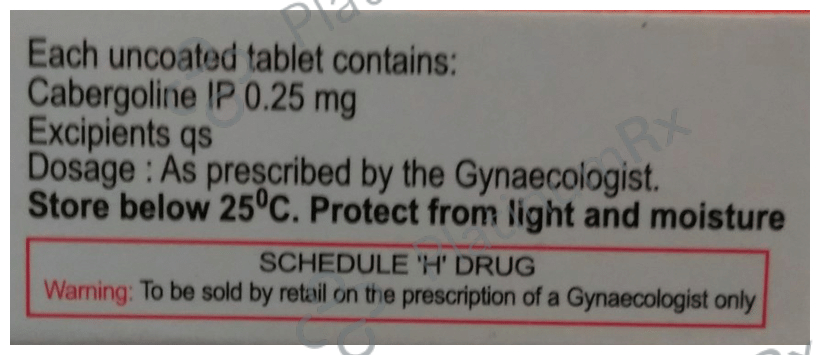 Each uncoated tablet contains:
Cabergoline IP 0.25 mg
Excipients qs
Dosage : As prescribed by the Gynaecologist.
Store below 25⁰C. Protect from light and moisture
SCHEDULE 'H' DRUG
Warning: To be sold by retail on the prescription of a Gynaecologist only
PlatinumRx